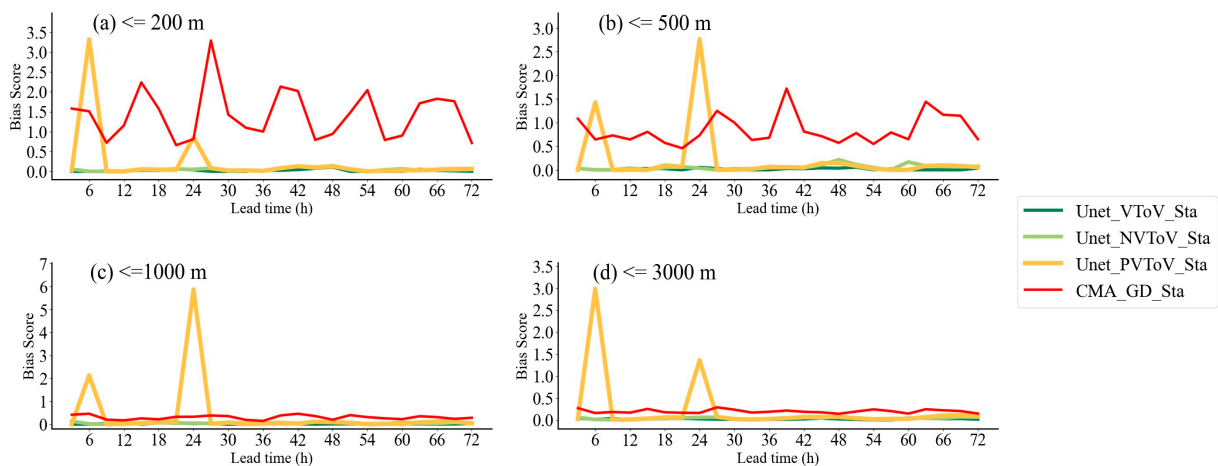 (a) <= 200 m
Bias Score
3.5
3.0
2.5
2.0
1.5
1.0
0.5
0.0
6 12 18 24 30 36 42 48 54 60 66 72
Lead time (h)
(b) <= 500 m
Bias Score
3.0
2.5
2.0
1.5
1.0
0.5
0.0
6 12 18 24 30 36 42 48 54 60 66 72
Lead time (h)
(c) <=1000 m
Bias Score
7
6
5
4
3
2
1
0
6 12 18 24 30 36 42 48 54 60 66 72
Lead time (h)
(d) <= 3000 m
Bias Score
3.5
3.0
2.5
2.0
1.5
1.0
0.5
0.0
6 12 18 24 30 36 42 48 54 60 66 72
Lead time (h)
Unet_VToV_Sta
Unet_NVToV_Sta
Unet_PVToV_Sta
CMA_GD_Sta